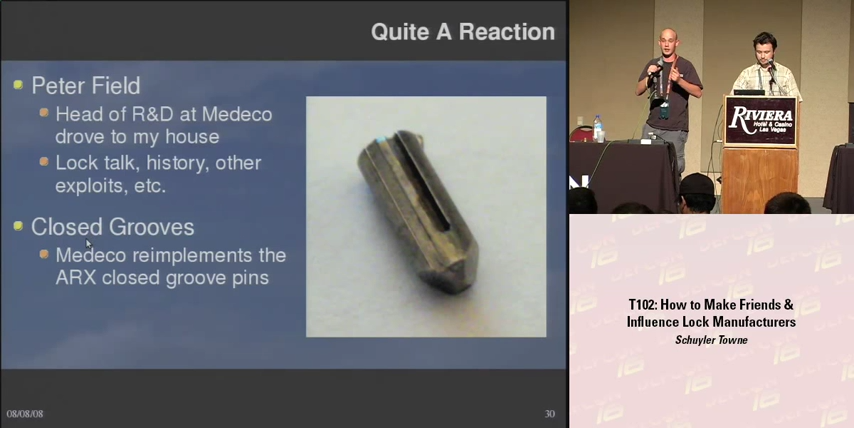 Quite A Reaction
Peter Field
Head of R&D at Medeco
drove to my house
Lock talk, history, other
exploits, etc.
Closed Grooves
Medeco reimplements the
ARX closed groove pins
08/08/08
30
RIVIERA
Hotel & Casino
Las Vegas
T102: How to Make Friends &
Influence Lock Manufacturers
Schuyler Towne